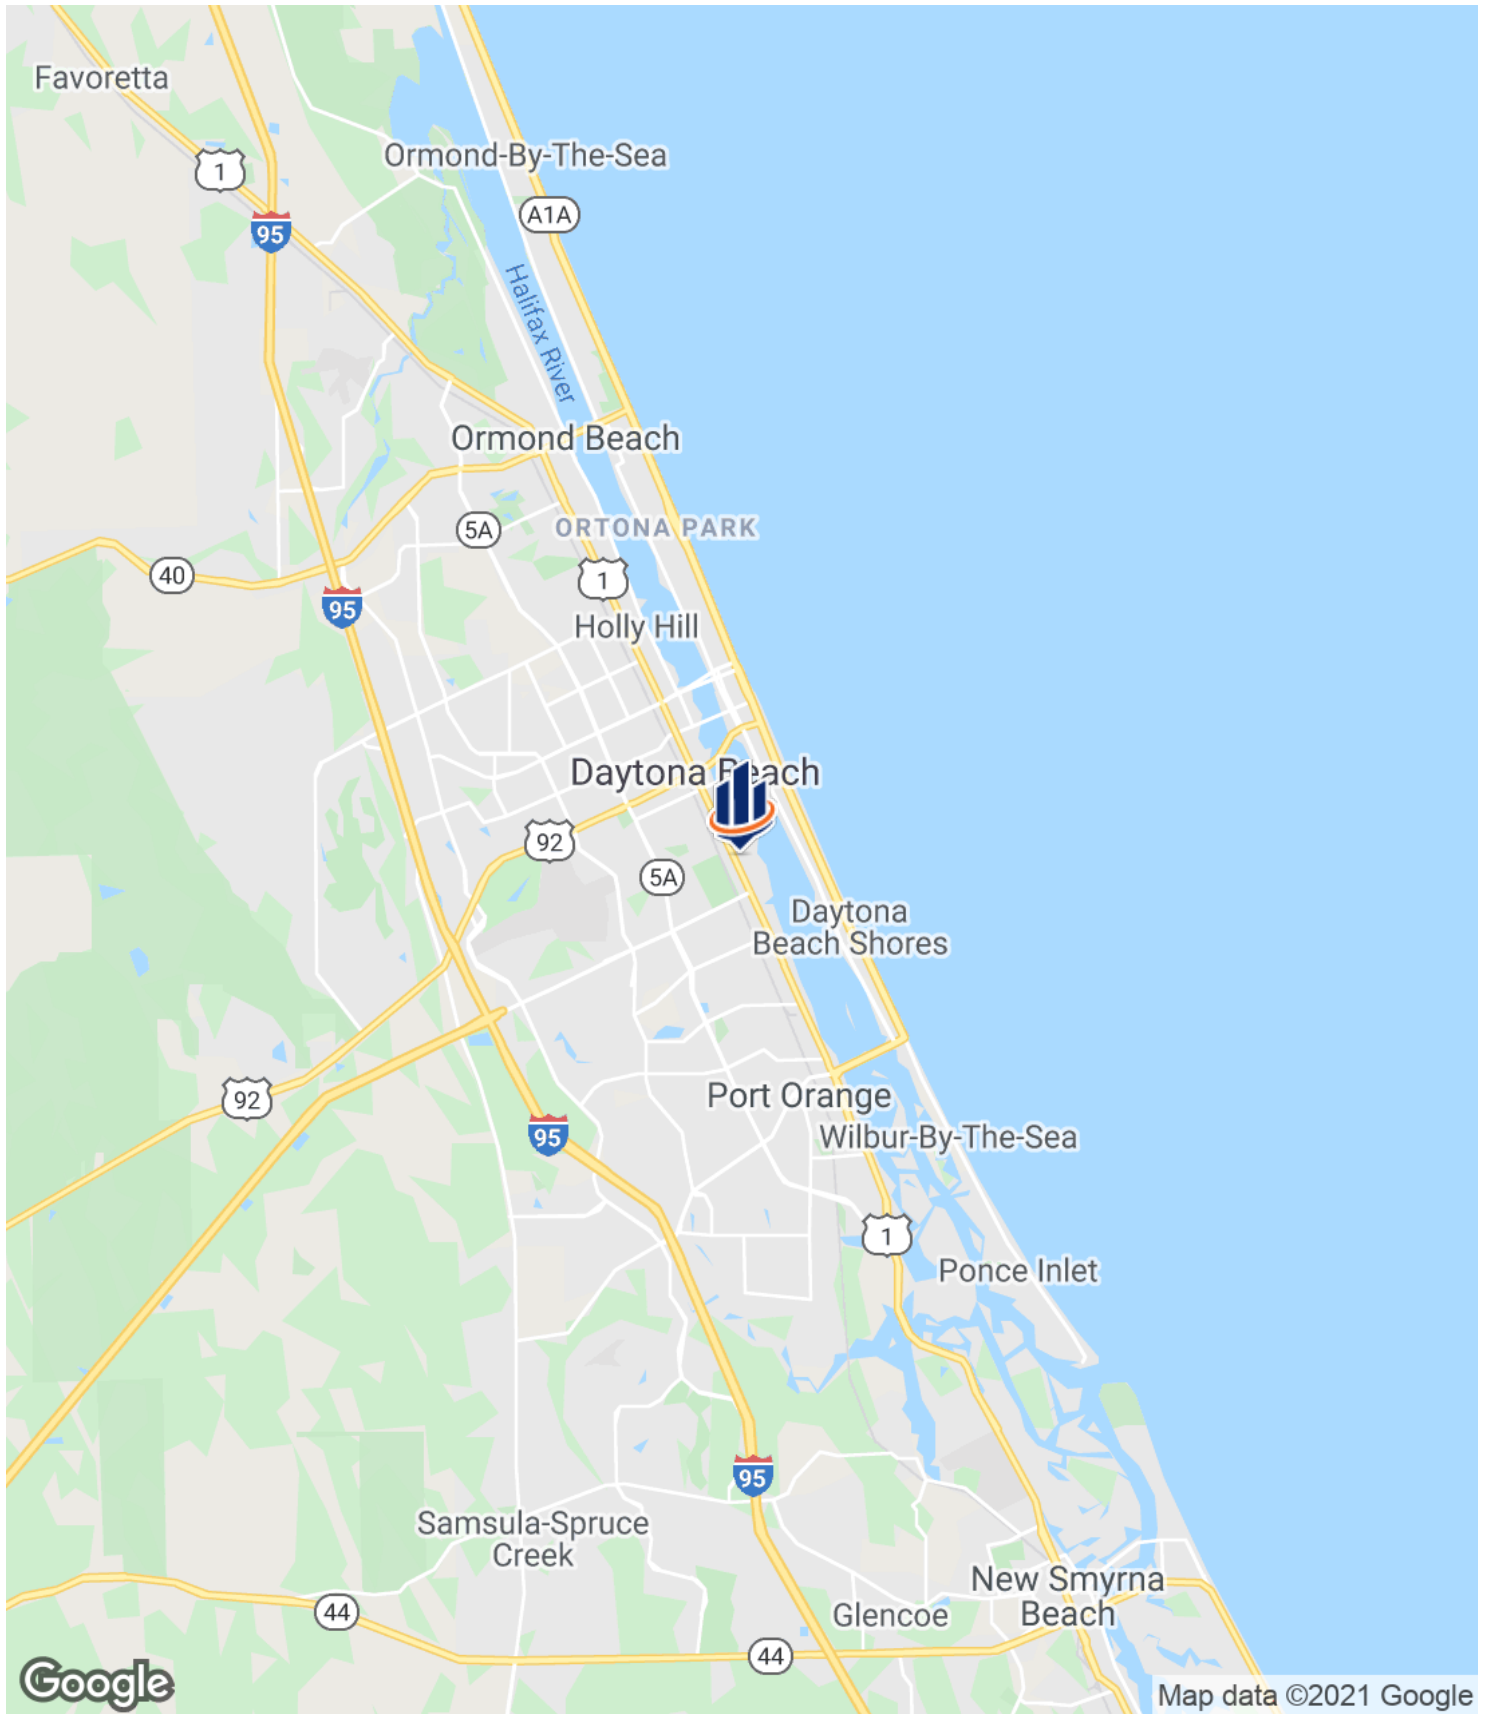 Favoretta
Ormond-By-The-Sea
1
A1A
95
Halifax River
Ormond Beach
5A
ORTONA PARK
40
1
95
Holly Hill
Daytona Beach
92
5A
Daytona
Beach Shores
92
Port Orange
95
Wilbur-By-The-Sea
1
Ponce Inlet
95
Samsula-Spruce
Creek
New Smyrna
Beach
44
Glencoe
44
Google
Map data ©2021 Google